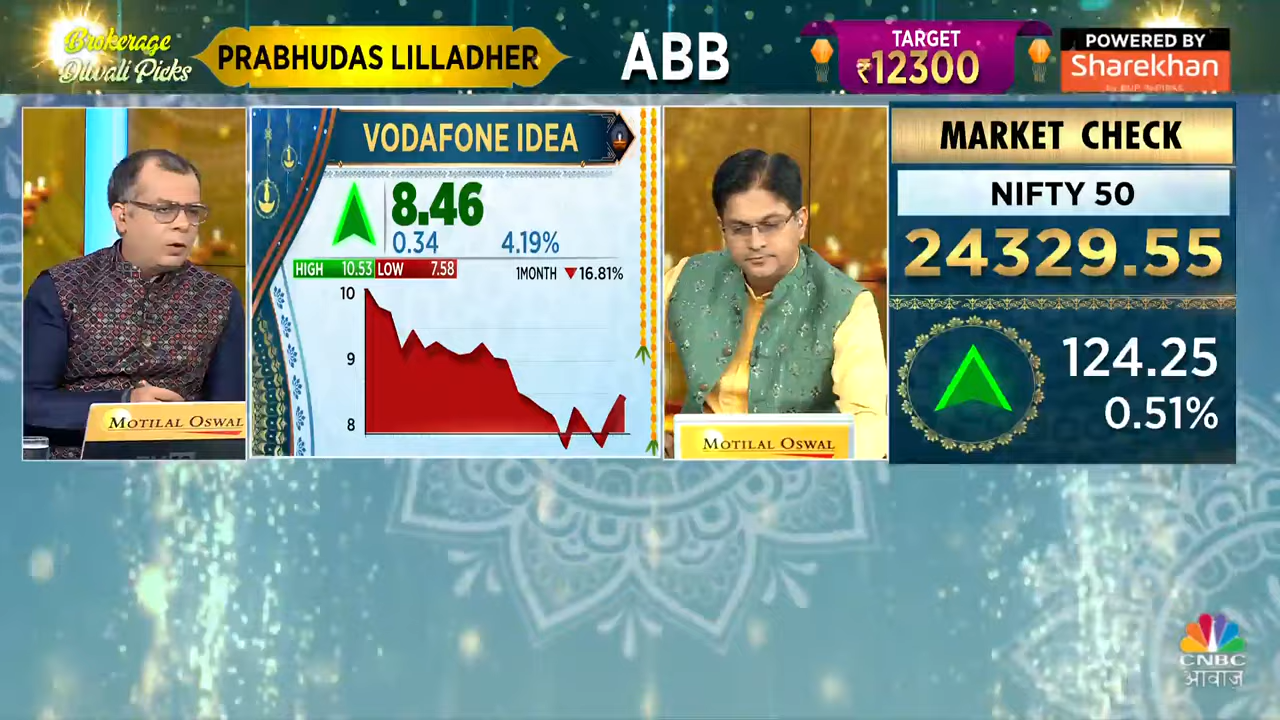 Brokerage
Diwali Picks
PRABHUDAS LILLADHER
ABB
TARGET
₹12300
POWERED BY
Sharekhan
VODAFONE IDEA
8.46
0.34 4.19%
HIGH 10.53 LOW 7.58 1MONTH ▼16.81%
10
9
8
MOTILAL OSWAL
MOTILAL OSWAL
MARKET CHECK
NIFTY 50
24329.55
124.25
0.51%
CNBC
आवाज़